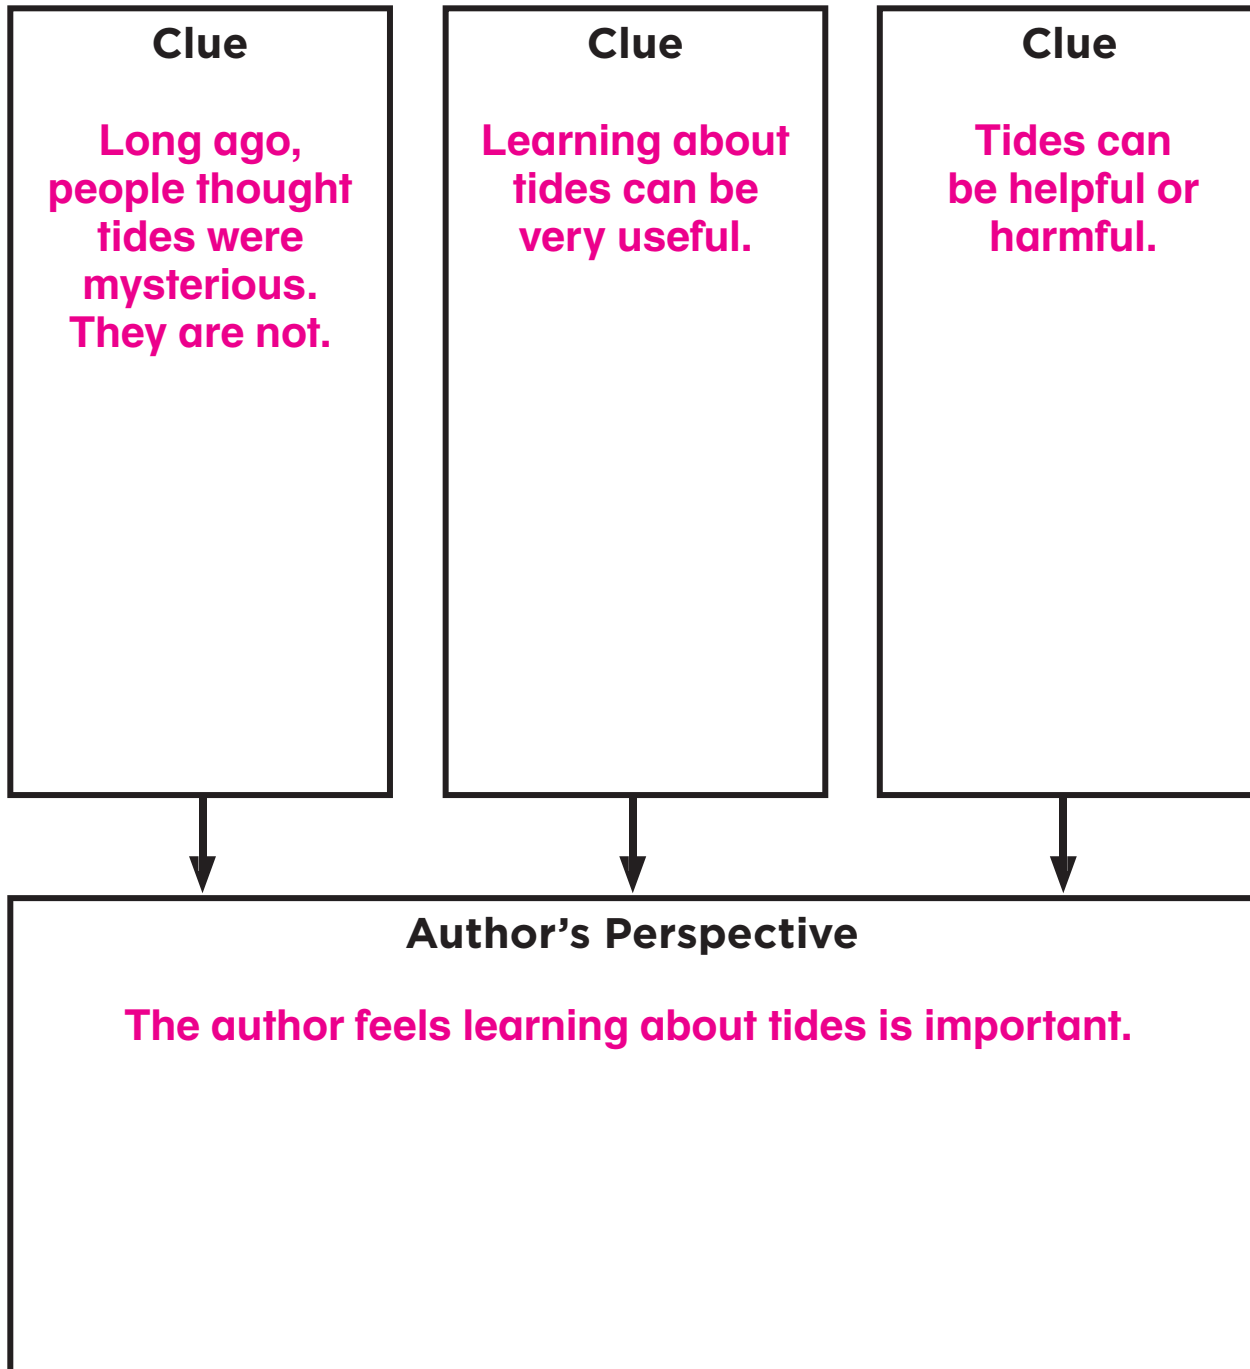 Clue
Long ago,
people thought
tides were
mysterious.
They are not.
Clue
Learning about
tides can be
very useful.
Clue
Tides can
be helpful or
harmful.
Author’s Perspective
The author feels learning about tides is important.